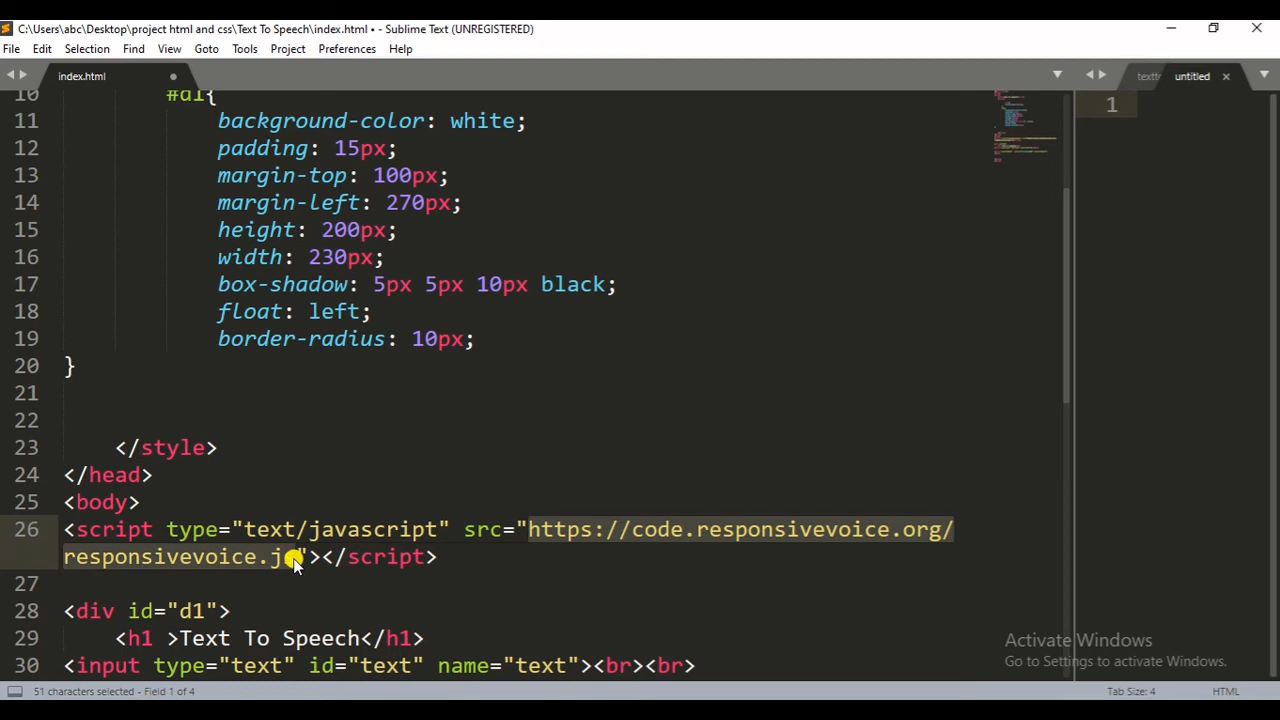 C:\Users\abc\Desktop\project html and css\Text To Speech\index.html • - Sublime Text (UNREGISTERED)
File Edit Selection Find View Goto Tools Project Preferences Help
index.html untitled
10 #d1{
1
11 background-color: white;
12 padding: 15px;
13 margin-top: 100px;
14 margin-left: 270px;
15 height: 200px;
16 width: 230px;
17 box-shadow: 5px 5px 10px black;
18 float: left;
19 border-radius: 10px;
20 }
21
22
23 </style>
24 </head>
25 <body>
26 <script type="text/javascript" src="https://code.responsivevoice.org/
responsivevoice.j "></script>
27
28 <div id="d1">
29 <h1 >Text To Speech</h1>
30 <input type="text" id="text" name="text"><br><br>
Activate Windows
Go to Settings to activate Windows.
51 characters selected - Field 1 of 4 Tab Size: 4 HTML